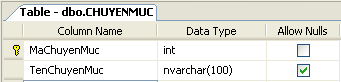 Table - dbo.CHUYENMUC
Column Name Data Type Allow Nulls
MaChuyenMuc int
TenChuyenMuc nvarchar(100)